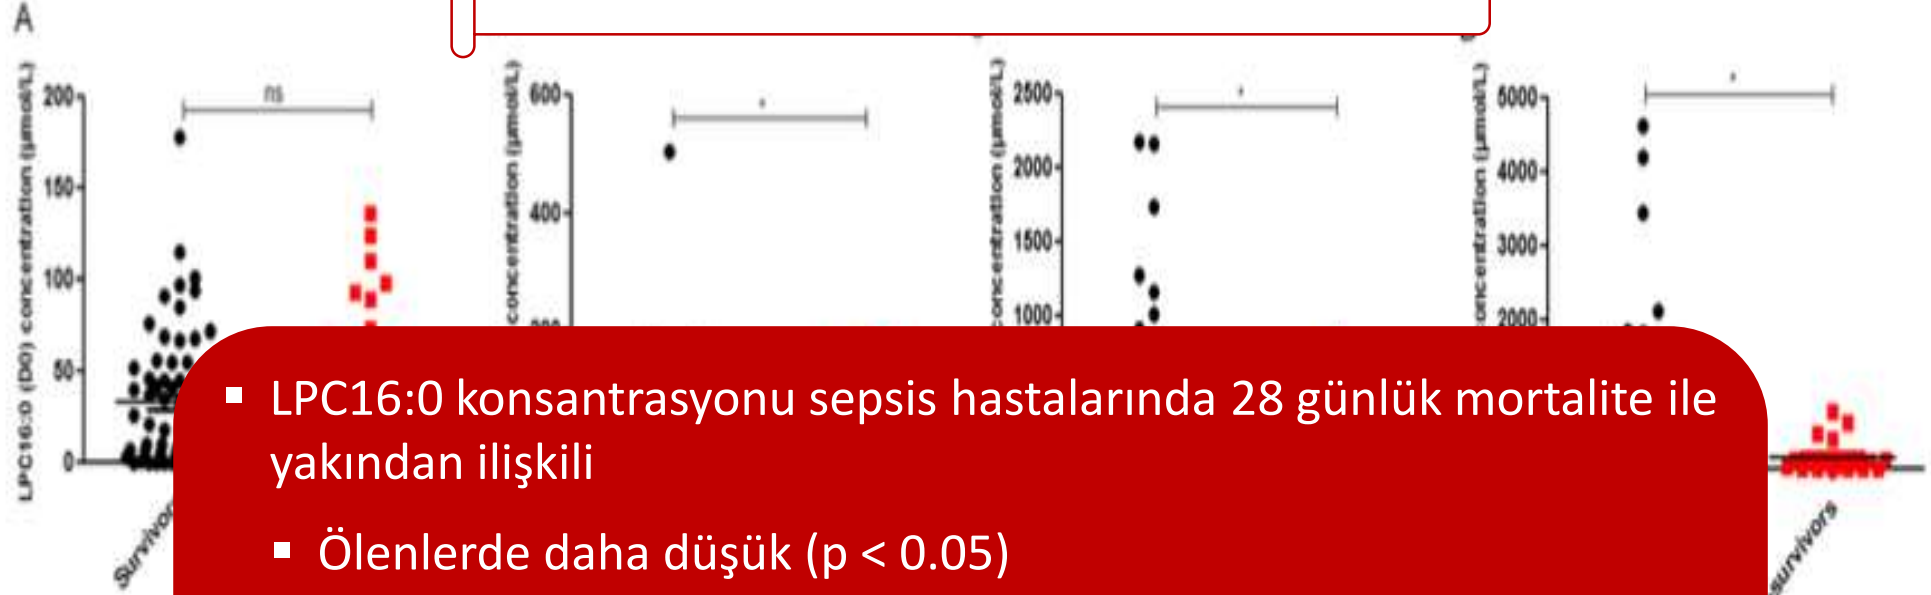 A
LPC16:0 (D0) concentration (µmol/L)
200
150
100
50
0
ns
concentration (µmol/L)
600
400
*
concentration (µmol/L)
2500
2000
1500
1000
*
concentration (µmol/L)
5000
4000
3000
2000
*
▪ LPC16:0 konsantrasyonu sepsis hastalarında 28 günlük mortalite ile
yakından ilişkili
▪ Ölenlerde daha düşük (p < 0.05)